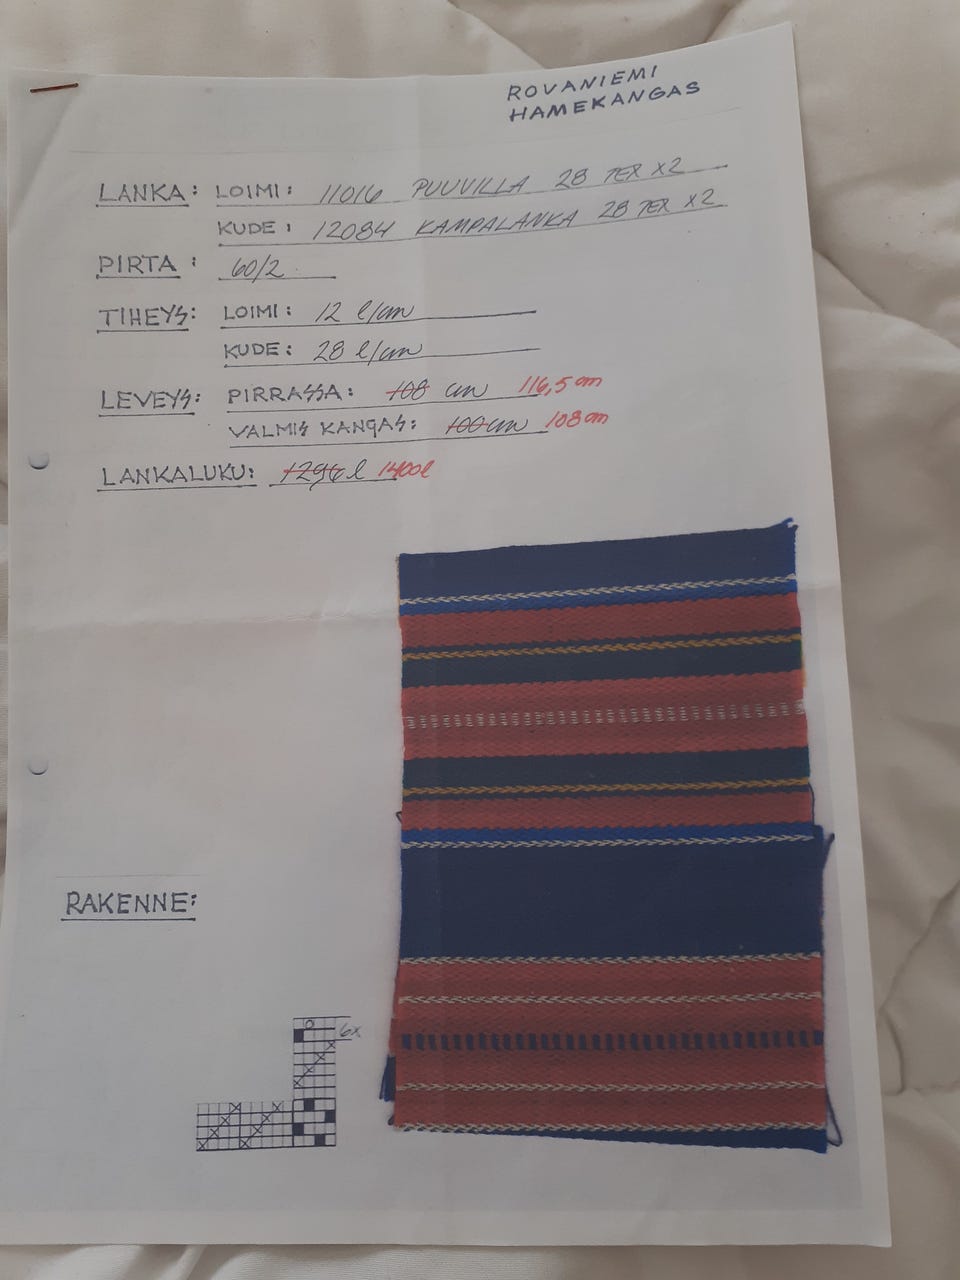 ROVANIEMI
HAMEKANGAS
LANKA: LOIMI: 11016 PUUVILLA 28 TEX X2
KUDE: 12084 KAMPALANKA 28 TEX X2
PIRTA: 60/2
TIHEYS: LOIMI: 12 l/cm
KUDE: 28 l/cm
LEVEYS: PIRRASSA: 108 cm 116,5 cm
VALMIS KANGAS: 100 cm 108 cm
LANKALUKU: 1296 l 1400 l
RAKENNE:
6x